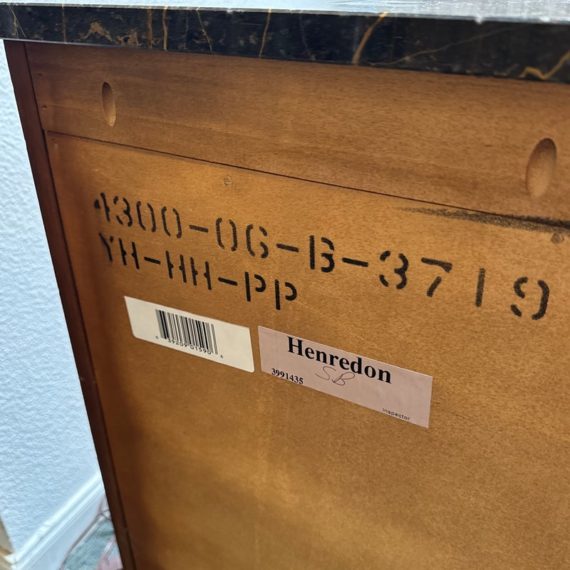 4300-06-B-3719
YH-HH-PP
Henredon
SB
3991435
inspector